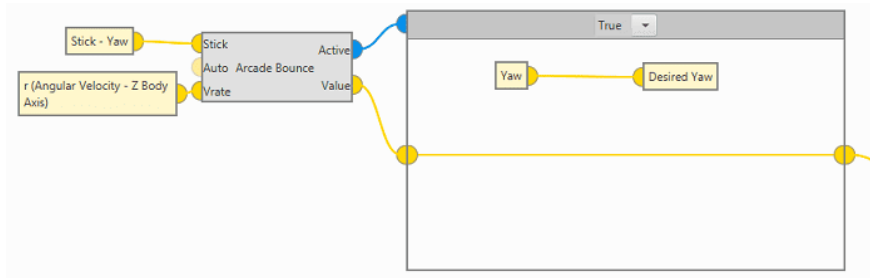 True
Stick - Yaw
Stick
Active
Auto Arcade Bounce
Yaw
Desired Yaw
r (Angular Velocity - Z Body
Axis)
Vrate
Value